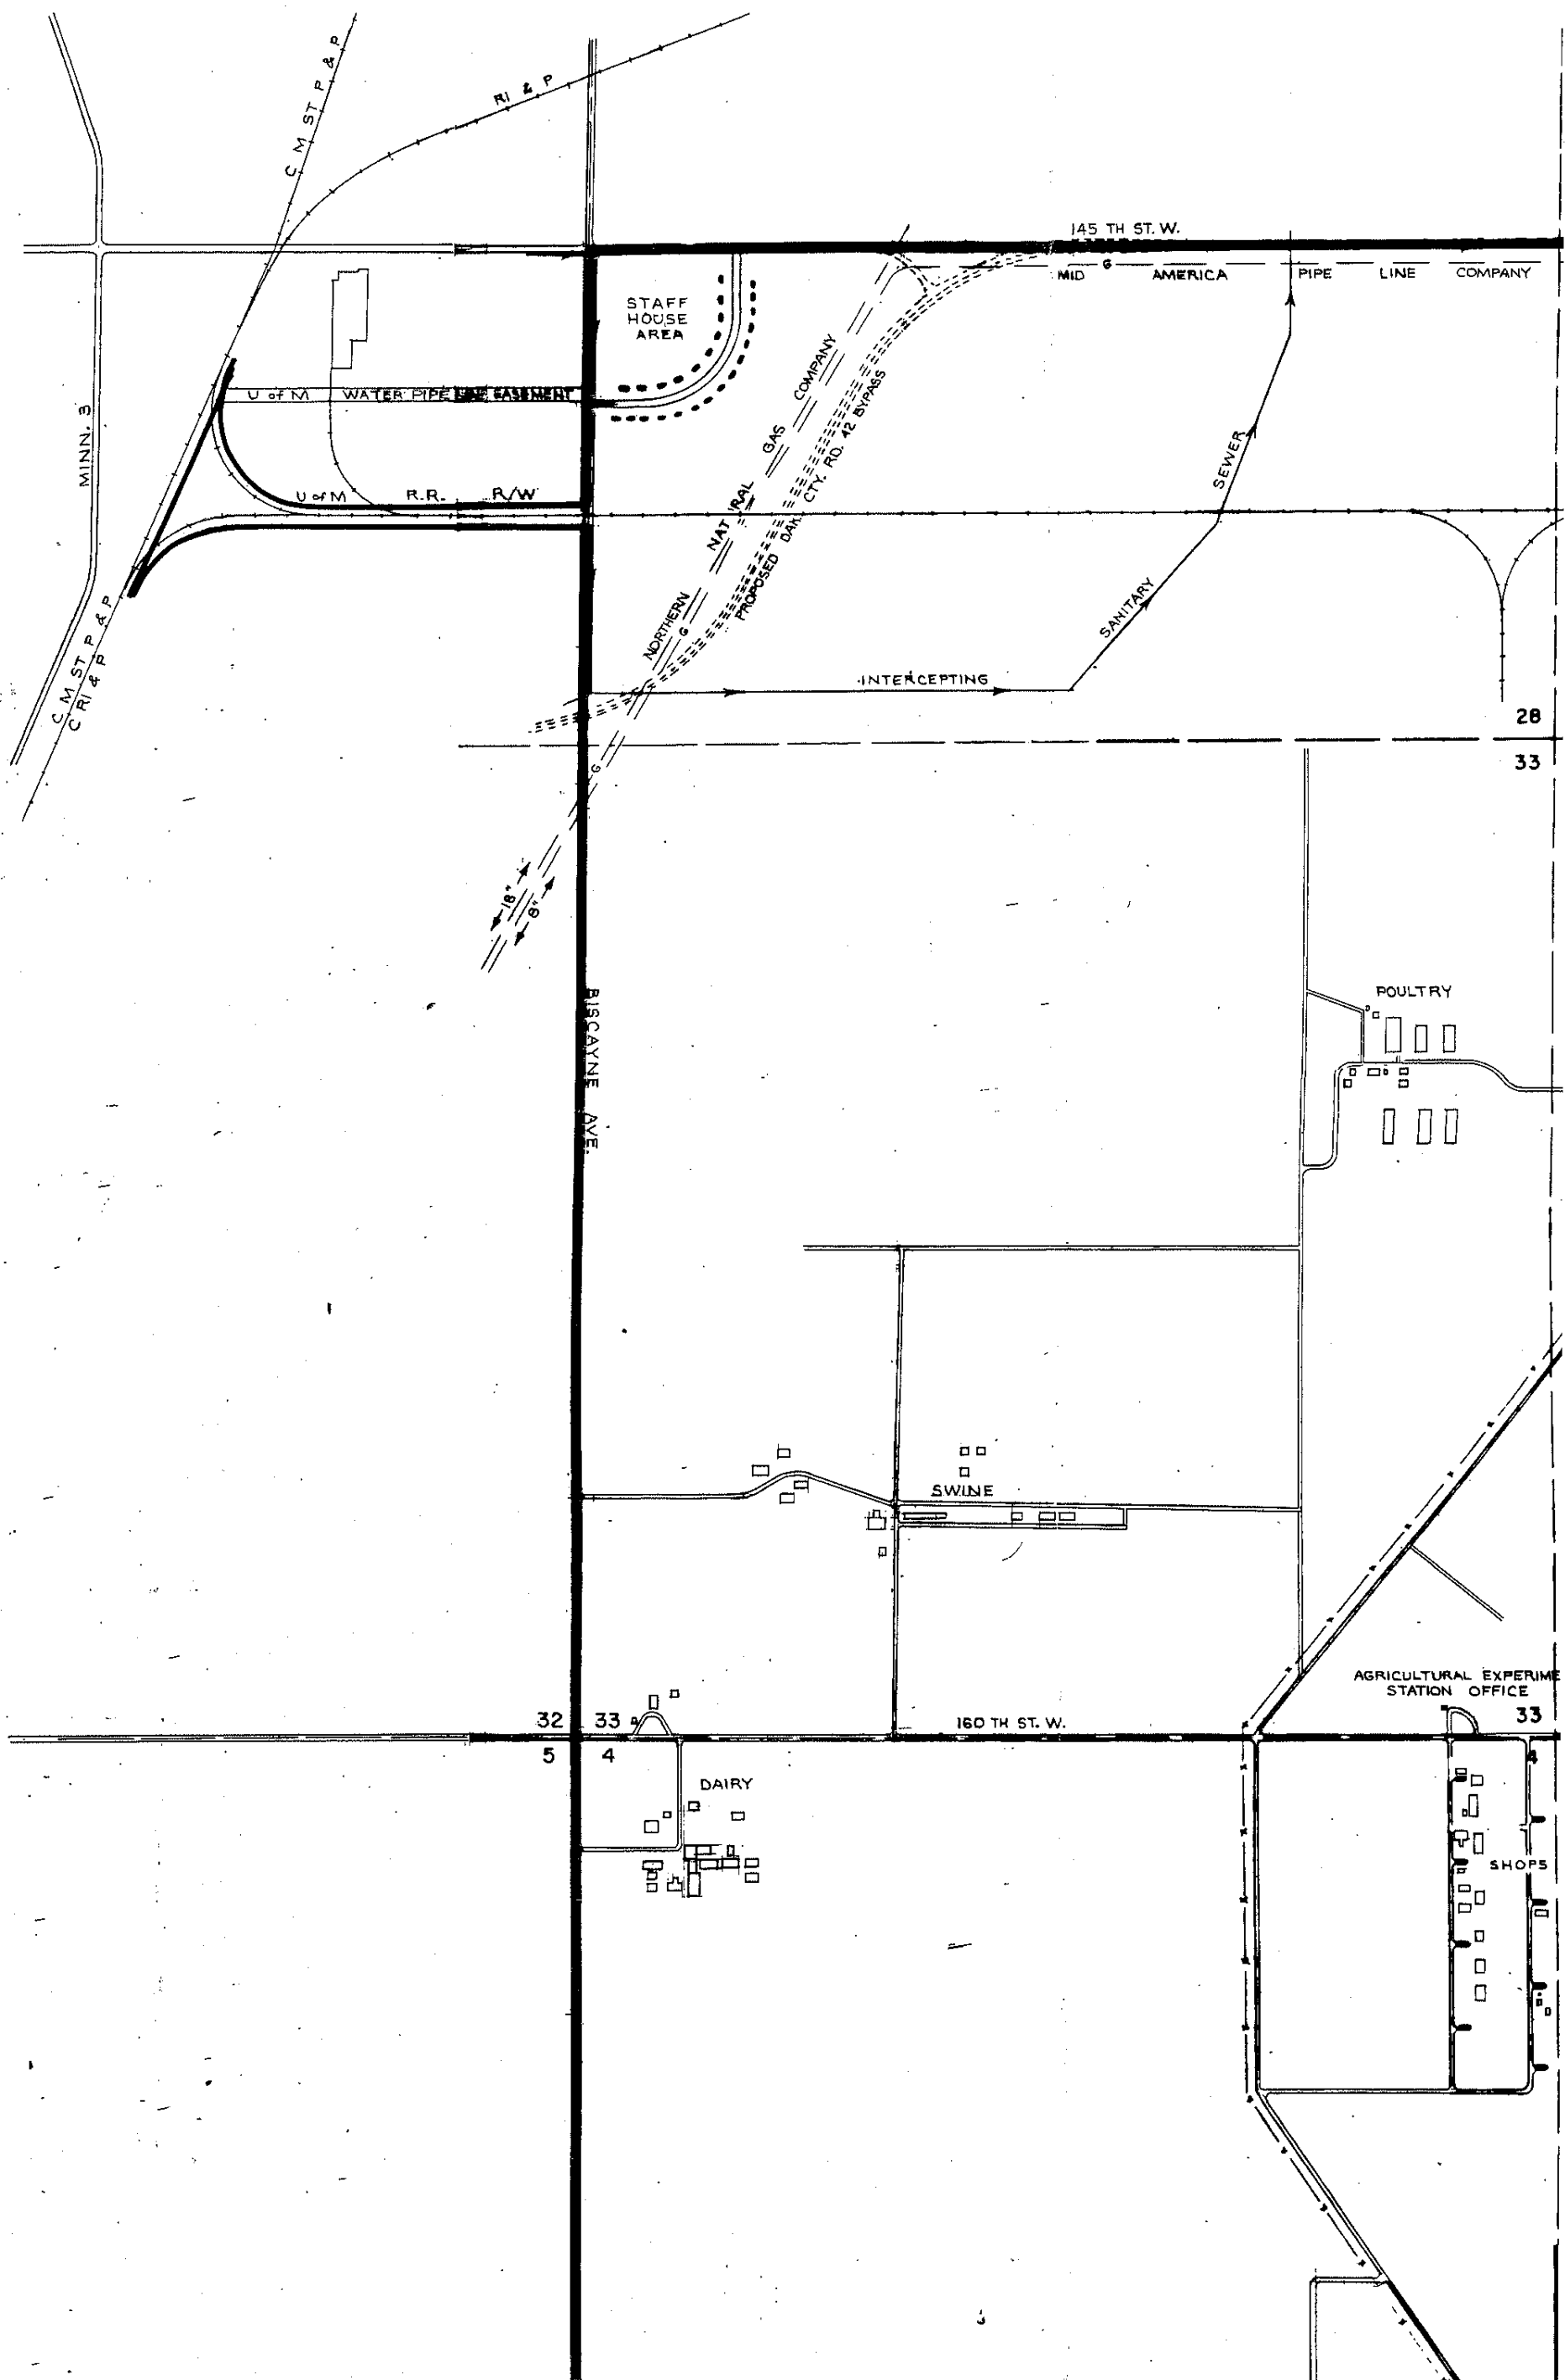 C M ST P & P
RI & P
145 TH ST. W.
G
MID AMERICA PIPE LINE COMPANY
STAFF
HOUSE
AREA
U of M WATER PIPE LINE EASEMENT
MINN. 3
U of M R.R. R/W
NORTHERN NAT RAL GAS COMPANY
G
PROPOSED DAK. CTY. RD. 42 BYPASS
SEWER
SANITARY
INTERCEPTING
C M ST P & P
C RI & P
28
33
G
18"
8"
BISCAYNE AVE.
POULTRY
SWINE
AGRICULTURAL EXPERIME
STATION OFFICE
32 33
160 TH ST. W.
33
5 4
4
DAIRY
SHOPS